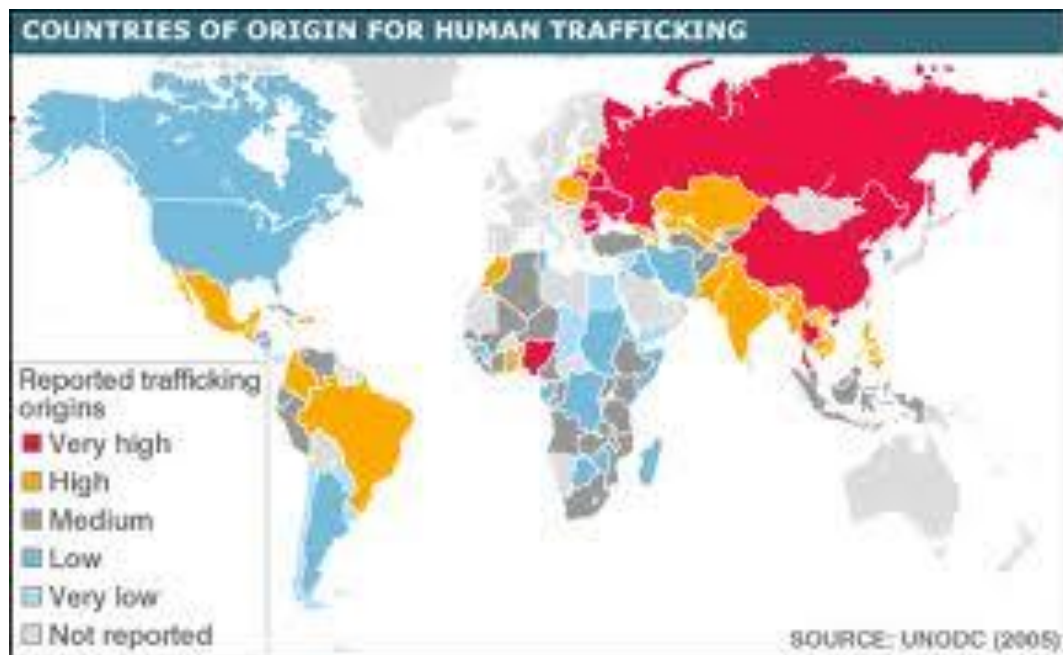 COUNTRIES OF ORIGIN FOR HUMAN TRAFFICKING
Reported trafficking
origins
Very high
High
Medium
Low
Very low
Not reported
SOURCE: UNODC (2005)